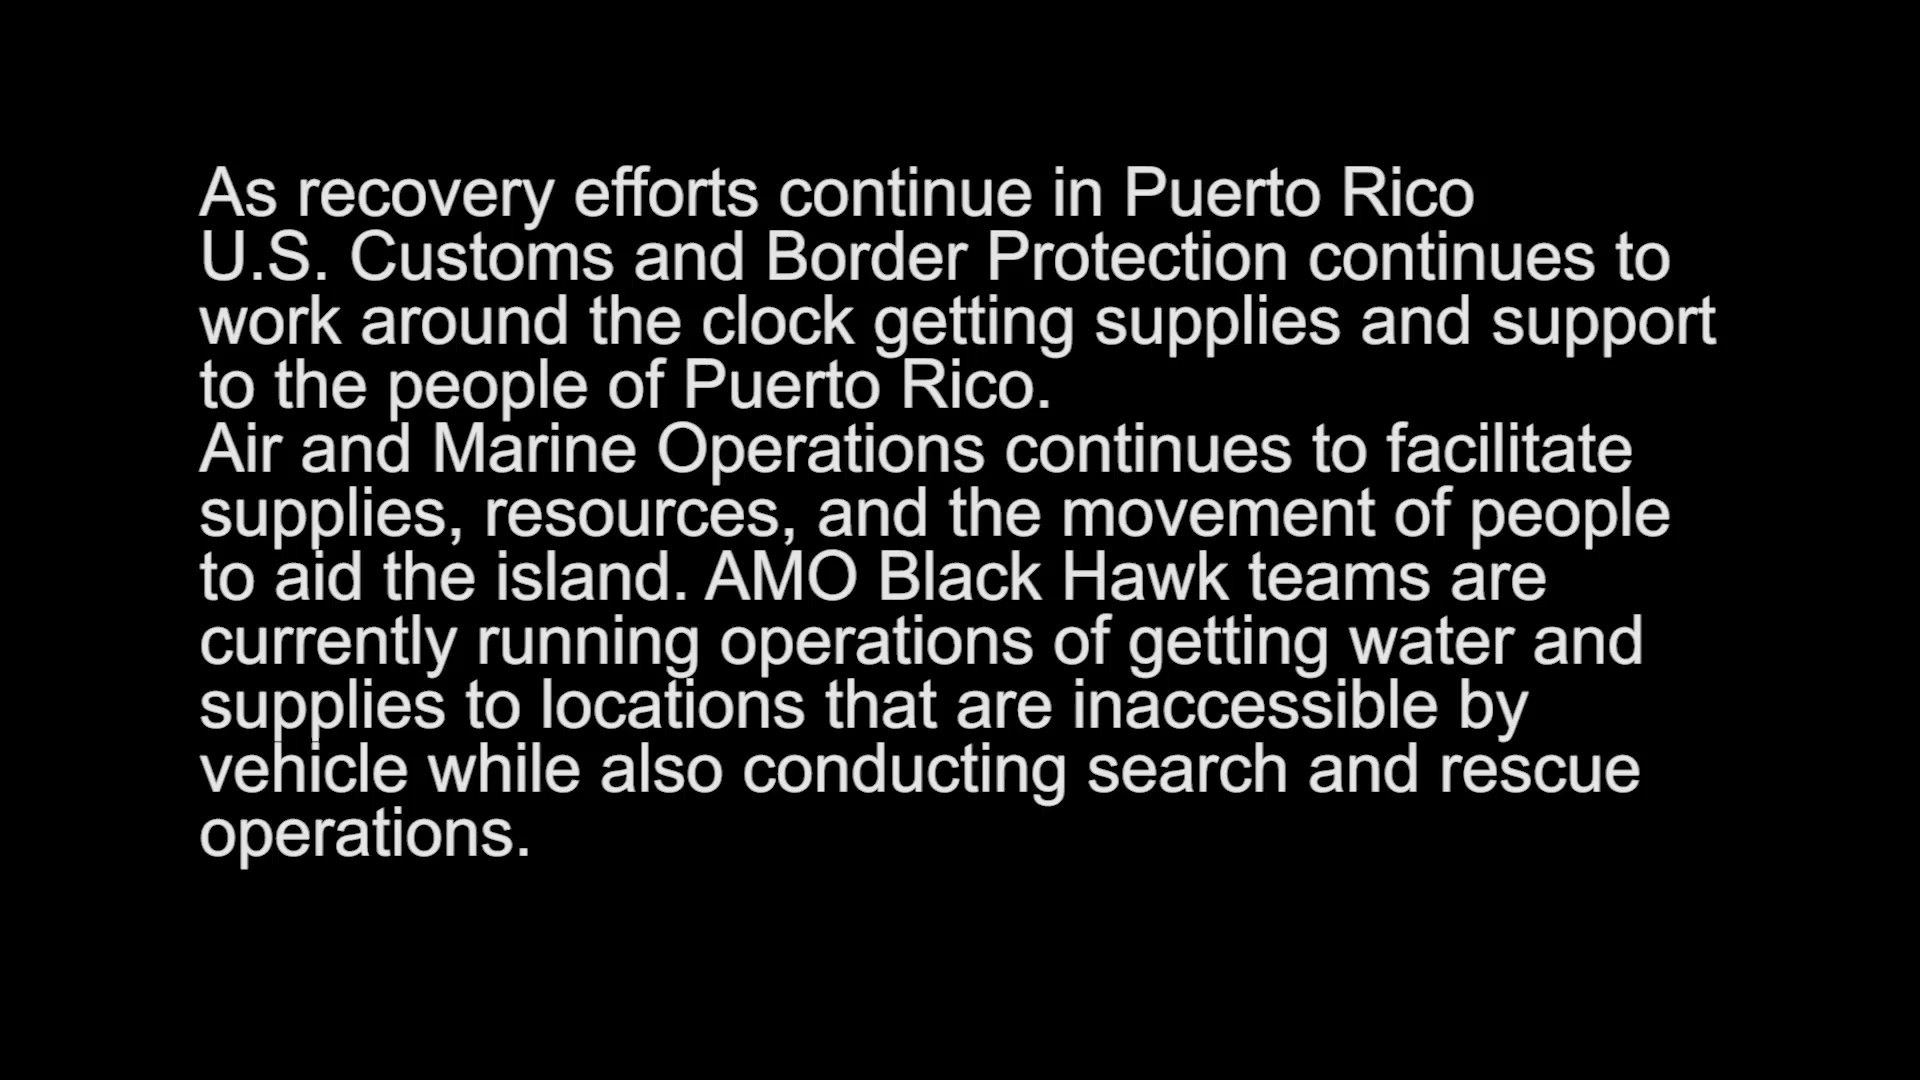 As recovery efforts continue in Puerto Rico
U.S. Customs and Border Protection continues to
work around the clock getting supplies and support
to the people of Puerto Rico.
Air and Marine Operations continues to facilitate
supplies, resources, and the movement of people
to aid the island. AMO Black Hawk teams are
currently running operations of getting water and
supplies to locations that are inaccessible by
vehicle while also conducting search and rescue
operations.